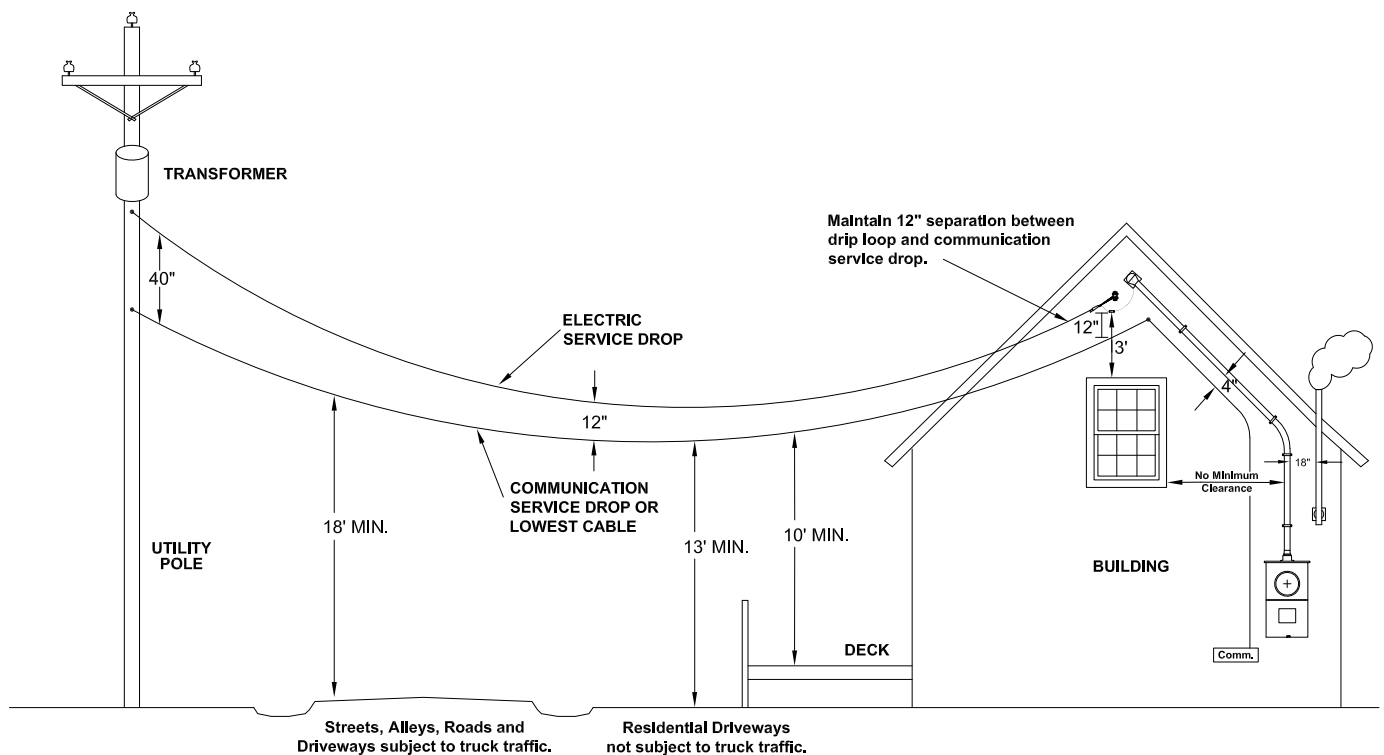 TRANSFORMER
Maintain 12" separation between
drip loop and communication
service drop.
40"
ELECTRIC
SERVICE DROP
12"
3'
4"
12"
18"
No Minimum
Clearance
COMMUNICATION
SERVICE DROP OR
LOWEST CABLE
18' MIN.
13' MIN.
10' MIN.
UTILITY
POLE
BUILDING
DECK
Comm.
Streets, Alleys, Roads and
Driveways subject to truck traffic.
Residential Driveways
not subject to truck traffic.